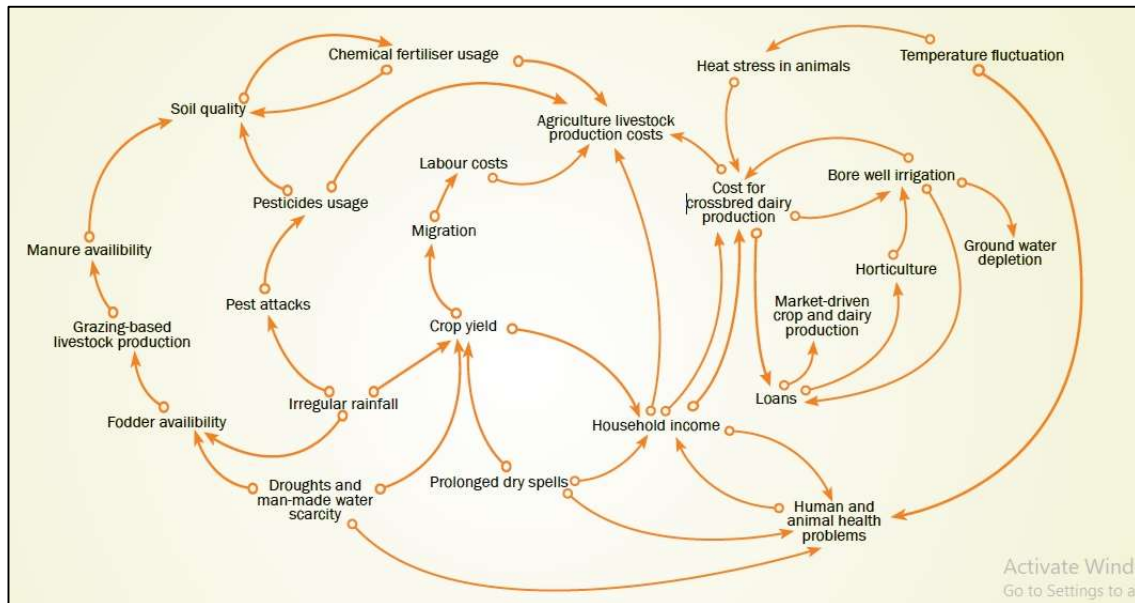 Chemical fertiliser usage
Temperature fluctuation
Heat stress in animals
Soil quality
Agriculture livestock
production costs
Labour costs
Bore well irrigation
Cost for
crossbred dairy
production
Pesticides usage
Migration
Manure availibility
Ground water
depletion
Horticulture
Pest attacks
Market-driven
crop and dairy
production
Grazing-based
livestock production
Crop yield
Loans
Irregular rainfall
Fodder availibility
Household income
Prolonged dry spells
Droughts and
man-made water
scarcity
Human and
animal health
problems
Activate Wind
Go to Settings to a